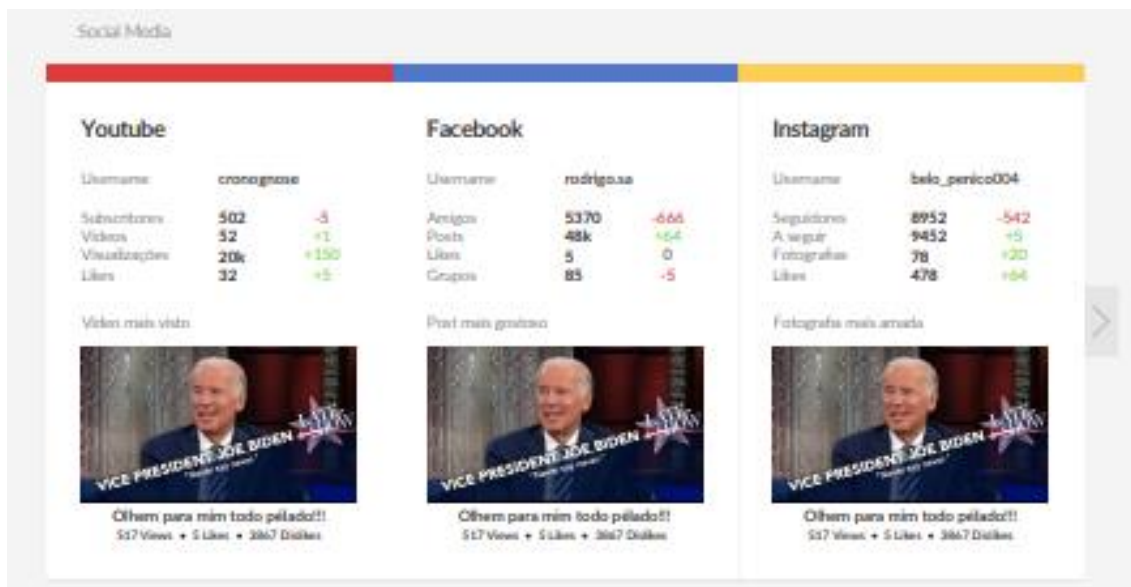 Social Media
Youtube
Username cronognose
Subscritores 502 -5
Videos 52 +1
Visualizações 20k +150
Likes 32 +5
Video mais visto
VICE PRESIDENT JOE BIDEN
Olhem para mim todo pélado!!!
517 Views • 5 Likes • 3867 Dislikes
Facebook
Username rodrigo.sa
Amigos 5370 -666
Posts 48k +64
Likes 5 0
Grupos 85 -5
Post mais gostoso
VICE PRESIDENT JOE BIDEN
Olhem para mim todo pélado!!!
517 Views • 5 Likes • 3867 Dislikes
Instagram
Username belo_penico004
Seguidores 8952 -542
A seguir 9452 +5
Fotografias 78 +20
Likes 478 +64
Fotografia mais amada
VICE PRESIDENT JOE BIDEN
Olhem para mim todo pélado!!!
517 Views • 5 Likes • 3867 Dislikes